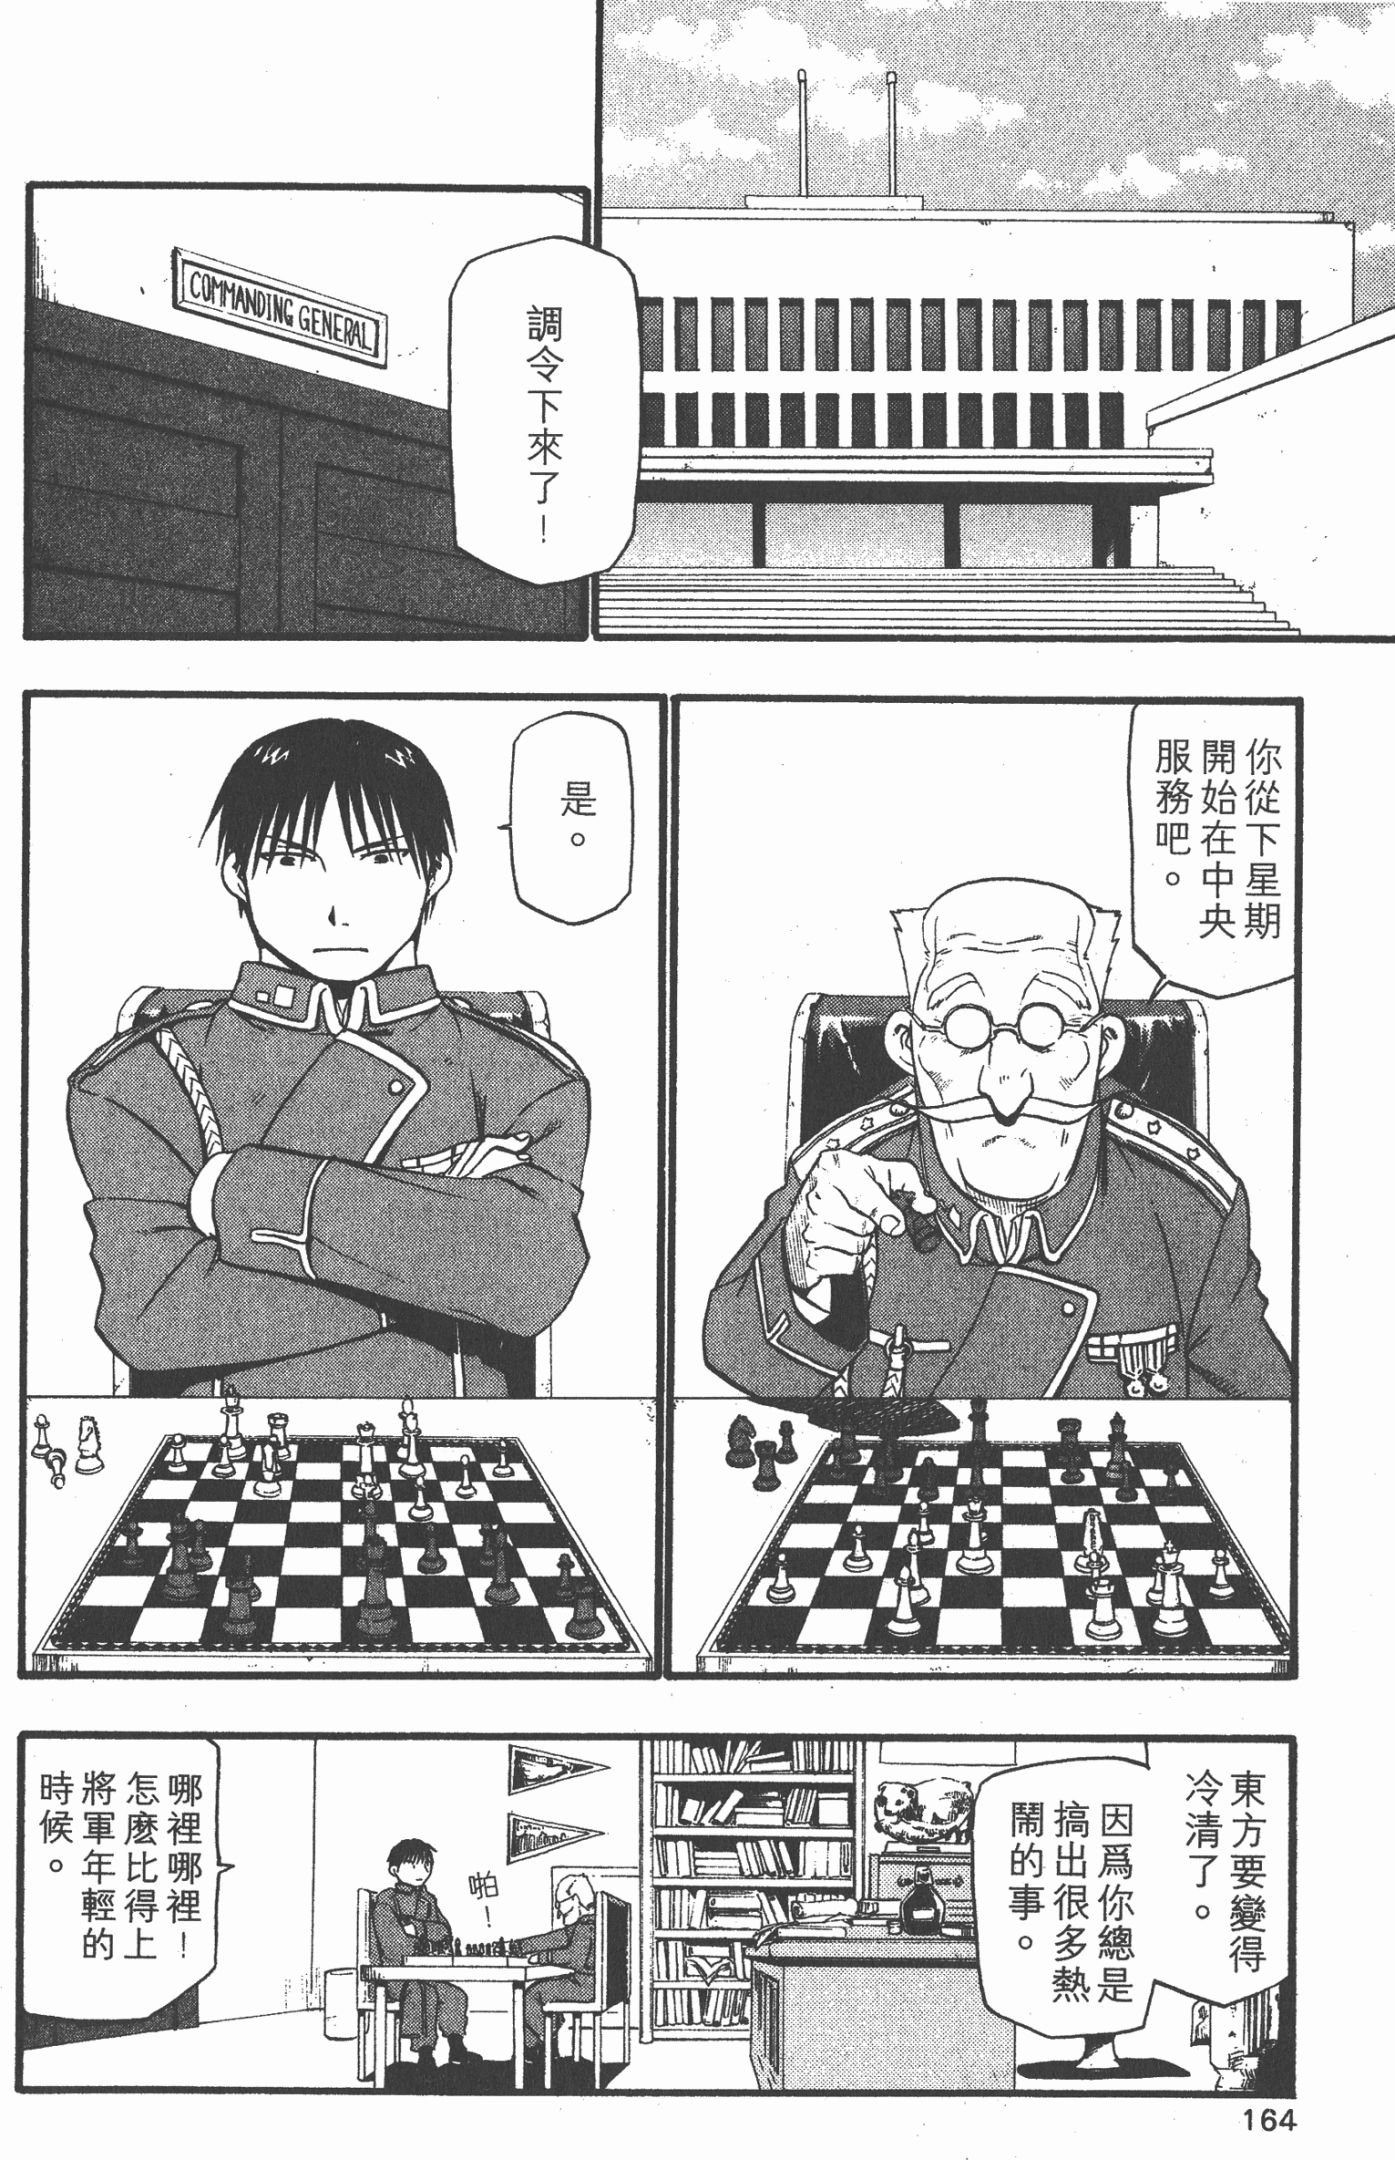 調令下來了!
COMMANDING GENERAL
你從下星期
開始在中央
服務吧。
是。
東方要變得
冷清了。
因爲你總是
搞出很多熱
鬧的事。
啪!
哪裡哪裡!
怎麼比得上
將軍年輕的
時候。
164